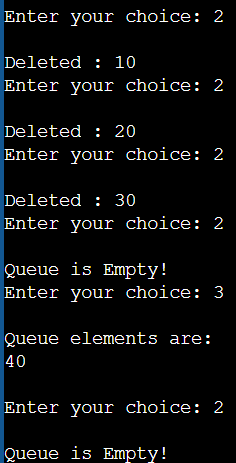 Enter your choice: 2
Deleted : 10
Enter your choice: 2
Deleted : 20
Enter your choice: 2
Deleted : 30
Enter your choice: 2
Queue is Empty!
Enter your choice: 3
Queue elements are:
40
Enter your choice: 2
Queue is Empty!